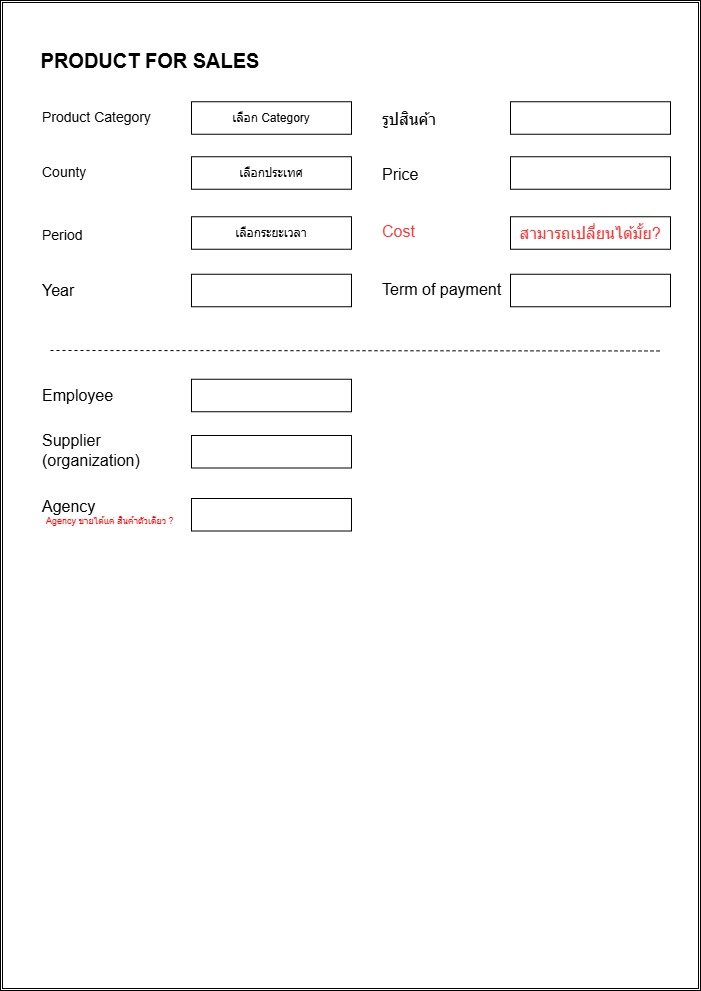 PRODUCT FOR SALES
Product Category
เลือก Category
รูปสินค้า
County
เลือกประเทศ
Price
Period
เลือกระยะเวลา
Cost
สามารถเปลี่ยนได้มั้ย?
Year
Term of payment
Employee
Supplier
(organization)
Agency
Agency ขายได้แค่ สินค้าตัวเดียว ?